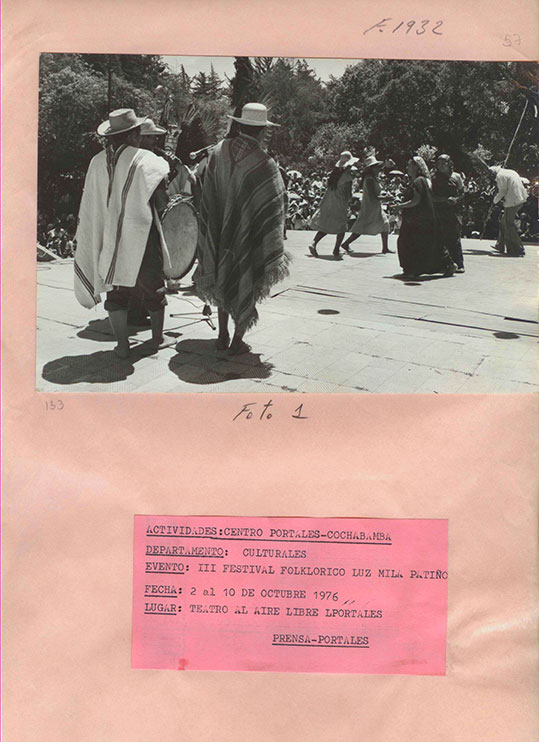 F. 1932
57
133
Foto 1
ACTIVIDADES:CENTRO PORTALES-COCHABAMBA
DEPARTAMENTO: CULTURALES
EVENTO: III FESTIVAL FOLKLORICO LUZ MILA PATIÑO
FECHA: 2 al 10 DE OCTUBRE 1976
LUGAR: TEATRO AL AIRE LIBRE LPORTALES
PRENSA-PORTALES